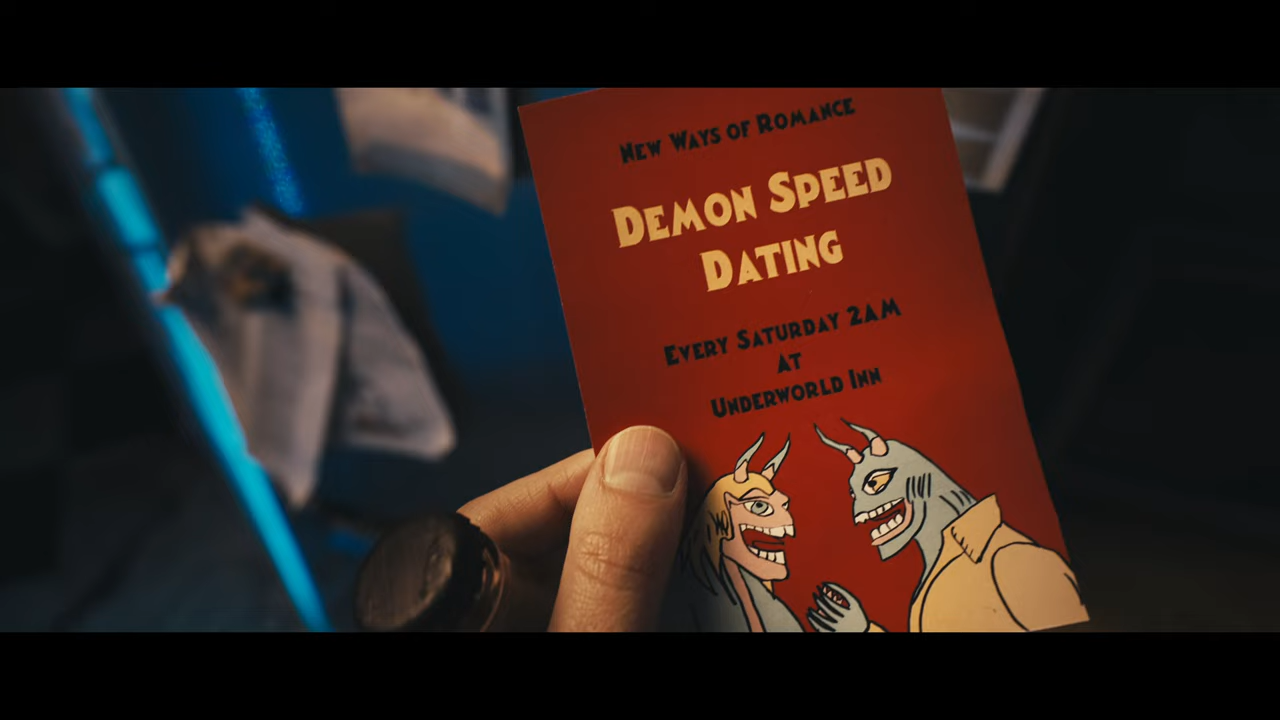 New Ways of Romance
Demon Speed
Dating
Every Saturday 2AM
at
Underworld Inn